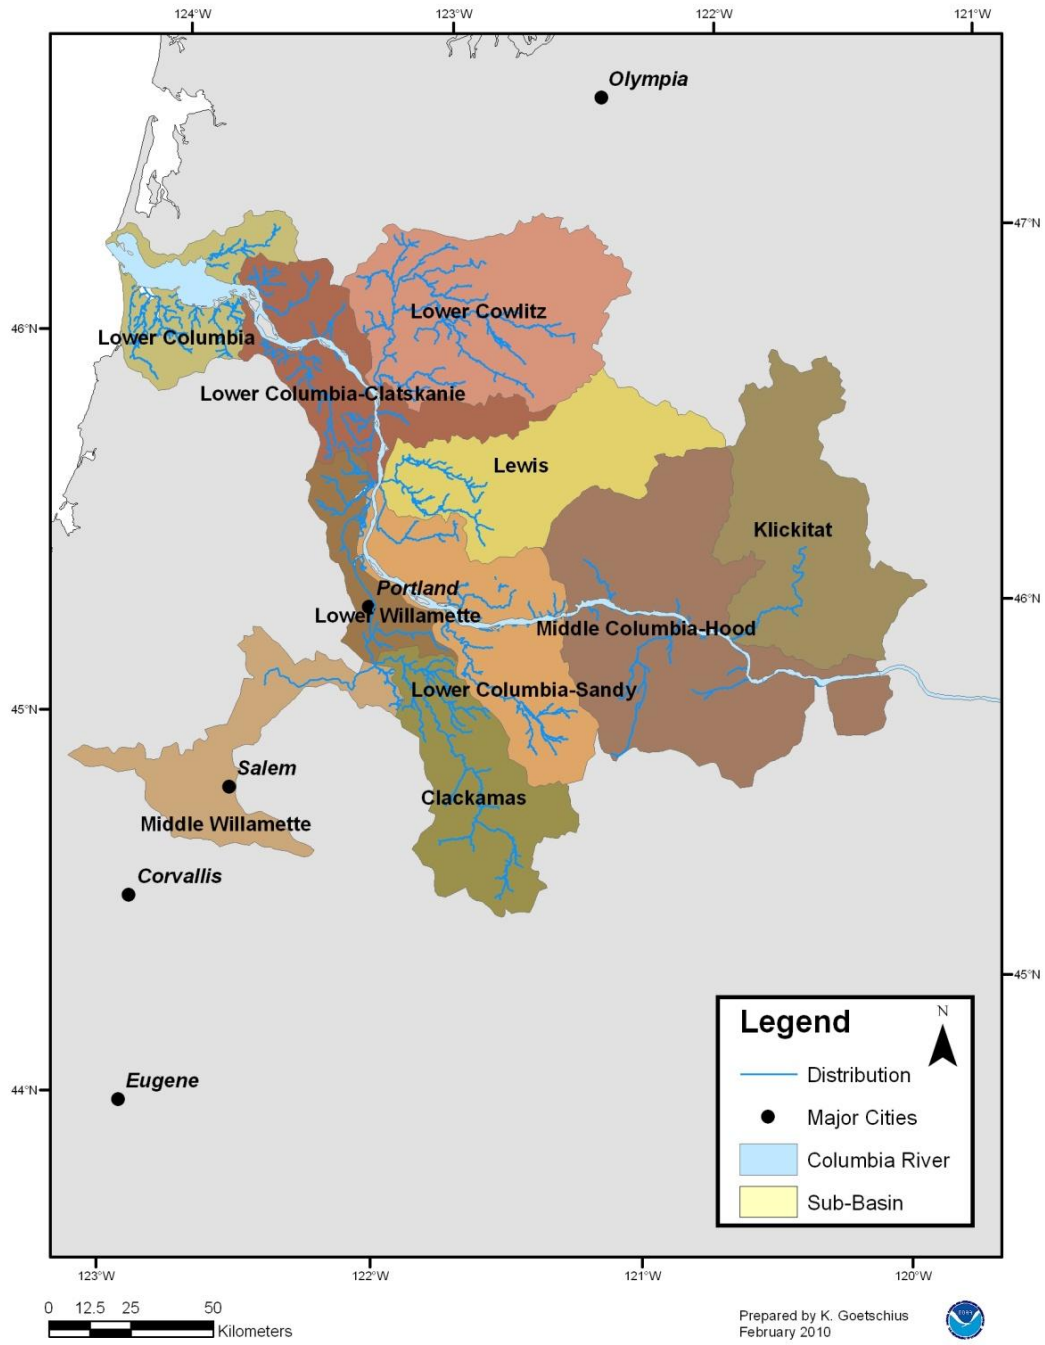 124°W 123°W 122°W 121°W
Olympia
47°N
46°N
Lower Cowlitz
Lower Columbia
Lower Columbia-Clatskanie
Lewis
Klickitat
Portland
46°N
Lower Willamette
Middle Columbia-Hood
Lower Columbia-Sandy
45°N
Salem
Clackamas
Middle Willamette
Corvallis
45°N
Legend
N
Distribution
Eugene
44°N
Major Cities
Columbia River
Sub-Basin
123°W 122°W 121°W 120°W
0 12.5 25 50
Kilometers
Prepared by K. Goetschius
February 2010